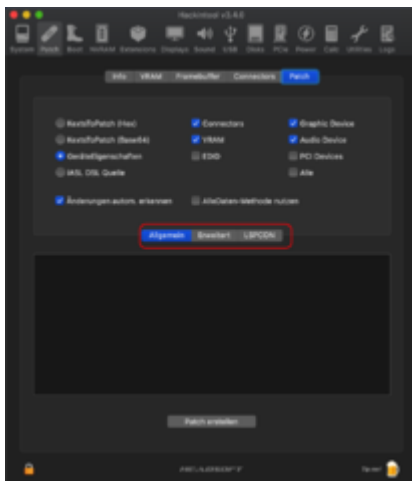 Hackintool v3.4.0
System Patch Boot NVRAM Extensions Displays Sound USB Disks PCIe Power Calc Utilities Logs
Info VRAM Framebuffer Connectors Patch
KextsToPatch (Hex) Connectors Graphic Device
KextsToPatch (Base64) VRAM Audio Device
Geräteeigenschaften EDID PCI Devices
IASL DSL Quelle Alle
Änderungen autom. erkennen AlleDaten-Methode nutzen
Allgemein Erweitert LSPCON
Patch erstellen
HEADSOFT